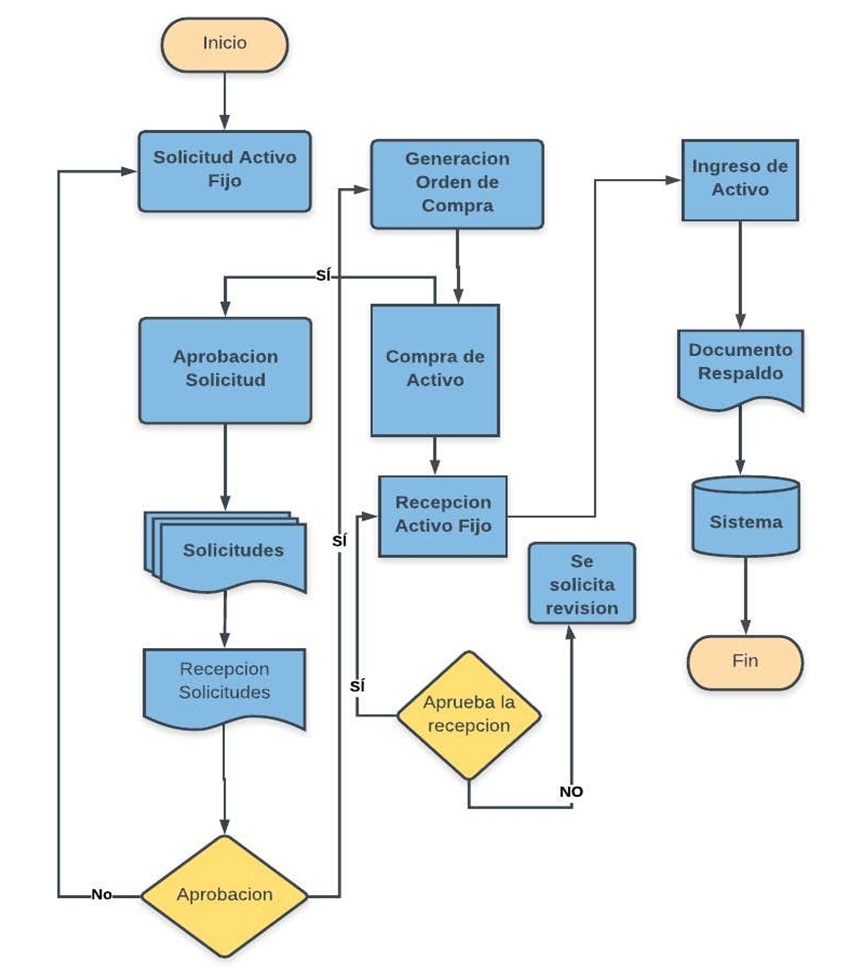 Inicio
Solicitud Activo
Fijo
Generacion
Orden de
Compra
Ingreso de
Activo
SÍ
Aprobacion
Solicitud
Compra de
Activo
Documento
Respaldo
Solicitudes
SÍ
Recepcion
Activo Fijo
Sistema
Se
solicita
revision
Recepcion
Solicitudes
SÍ
Aprueba la
recepcion
Fin
NO
No
Aprobacion